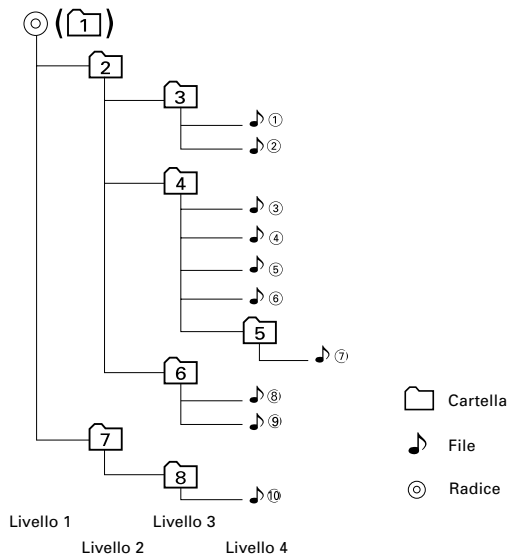 (1)
2
3
①
②
4
③
④
⑤
⑥
5
⑦
6
⑧
⑨
Cartella
7
File
8
Radice
⑩
Livello 1
Livello 3
Livello 2
Livello 4